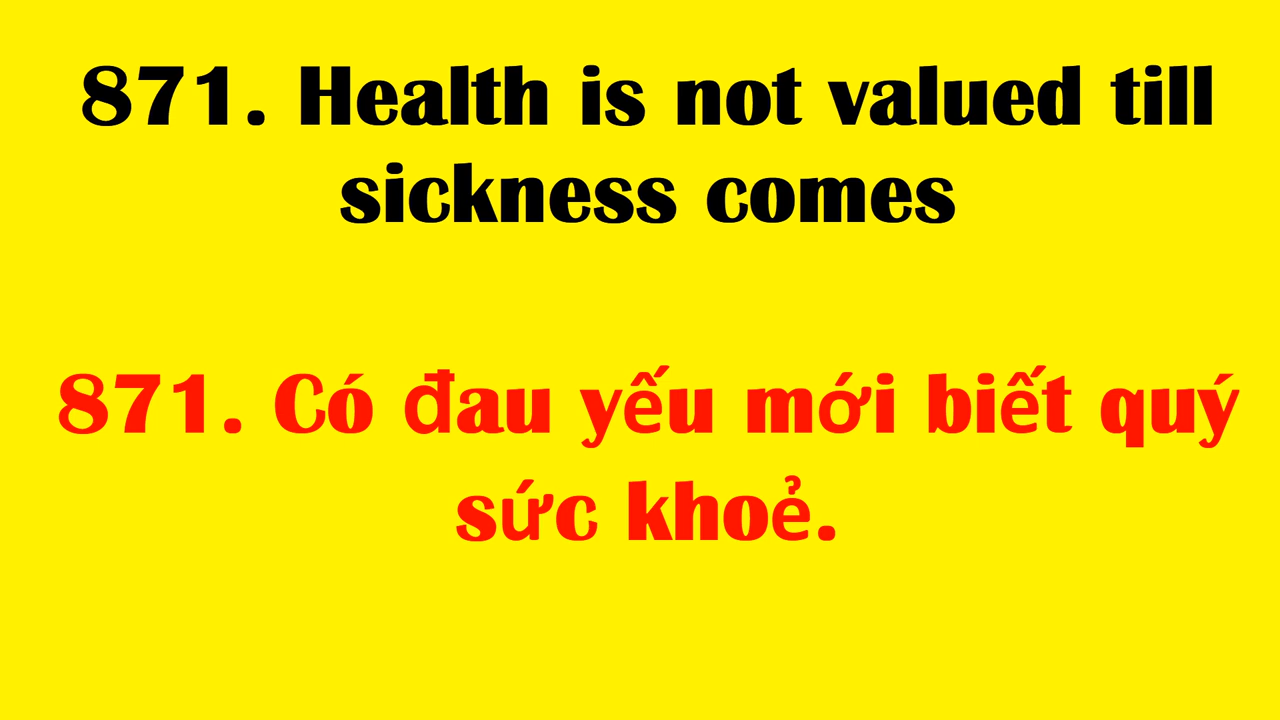 871. Health is not valued till
sickness comes
871. Có đau yếu mới biết quý
sức khoẻ.